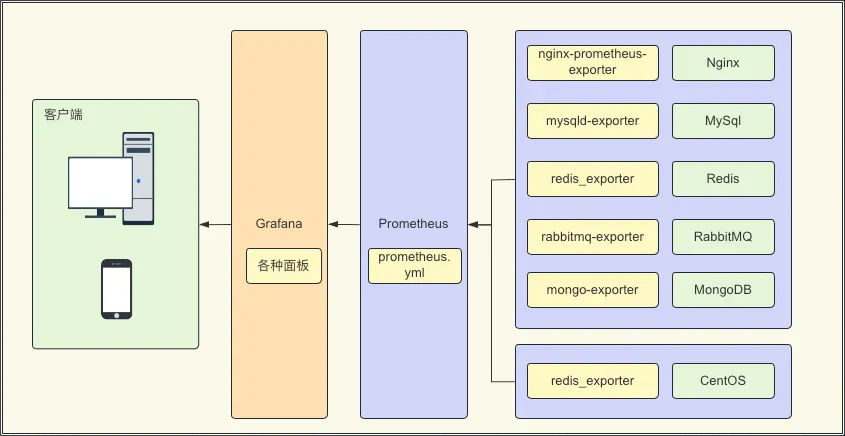 客户端
Grafana
各种面板
Prometheus
prometheus.
yml
nginx-prometheus-
exporter
Nginx
mysqld-exporter
MySql
redis_exporter
Redis
rabbitmq-exporter
RabbitMQ
mongo-exporter
MongoDB
redis_exporter
CentOS